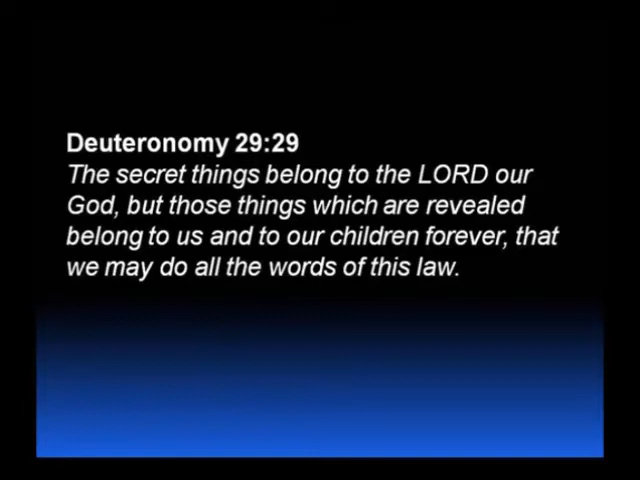 Deuteronomy 29:29
The secret things belong to the LORD our
God, but those things which are revealed
belong to us and to our children forever, that
we may do all the words of this law.